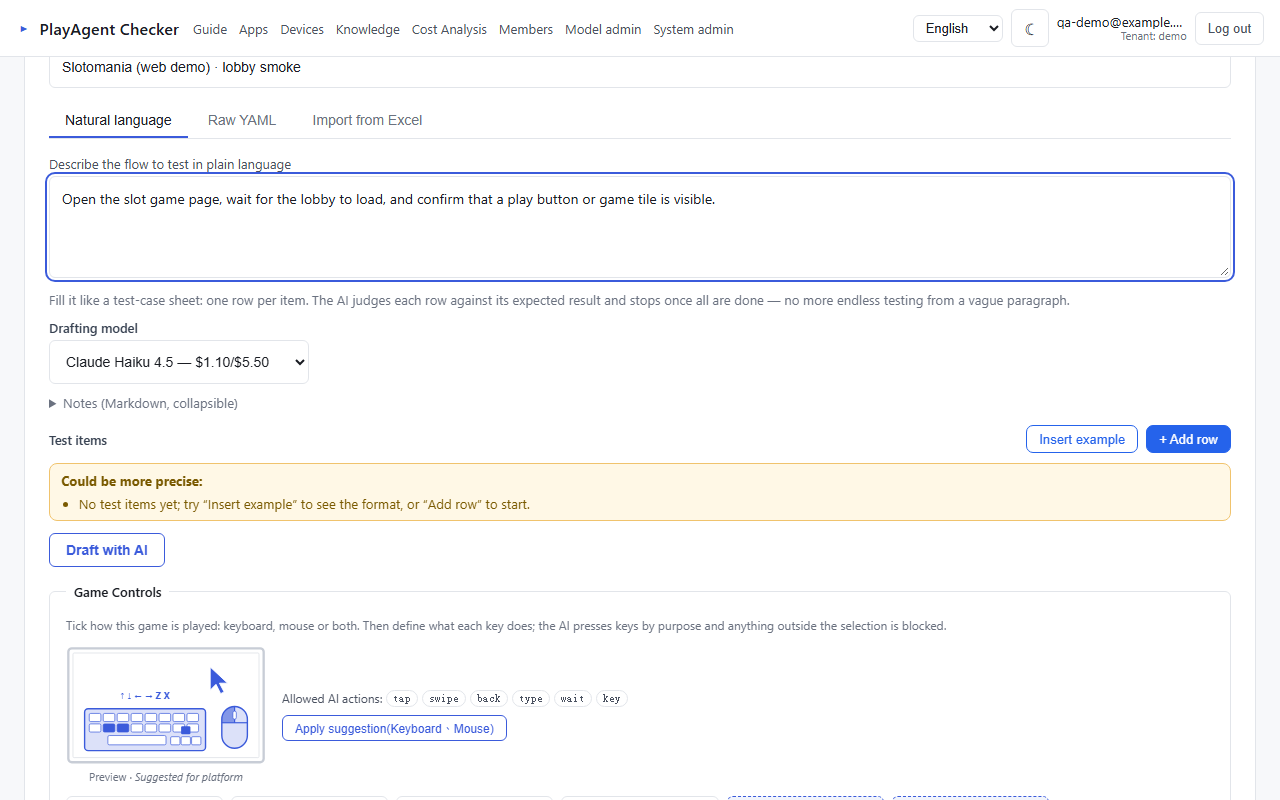 PlayAgent Checker Guide Apps Devices Knowledge Cost Analysis Members Model admin System admin English qa-demo@example.... Log out
Tenant: demo
Slotomania (web demo) · lobby smoke
Natural language Raw YAML Import from Excel
Describe the flow to test in plain language
Open the slot game page, wait for the lobby to load, and confirm that a play button or game tile is visible.
Fill it like a test-case sheet: one row per item. The AI judges each row against its expected result and stops once all are done — no more endless testing from a vague paragraph.
Drafting model
Claude Haiku 4.5 — $1.10/$5.50
Notes (Markdown, collapsible)
Test items Insert example + Add row
Could be more precise:
No test items yet; try “Insert example” to see the format, or “Add row” to start.
Draft with AI
Game Controls
Tick how this game is played: keyboard, mouse or both. Then define what each key does; the AI presses keys by purpose and anything outside the selection is blocked.
↑ ↓ ← → Z X
Allowed AI actions: tap swipe back type wait key
Apply suggestion(Keyboard、Mouse)
Preview · Suggested for platform